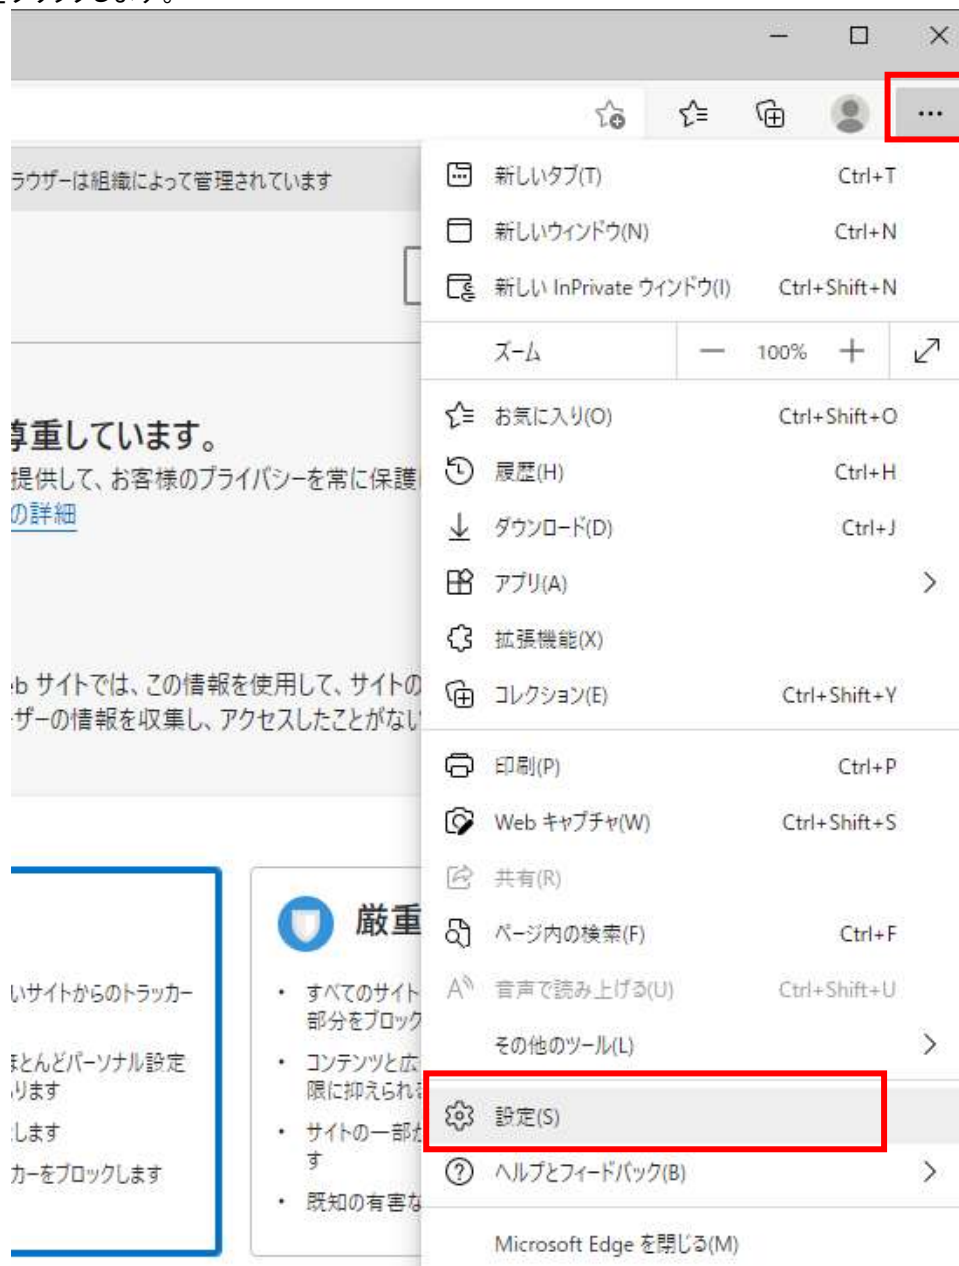 ラウザーは組織によって管理されています
尊重しています。
提供して、お客様のプライバシーを常に保護
の詳細
サイトでは、この情報を使用して、サイトの
ザーの情報を収集し、アクセスしたことがない
いサイトからのトラッカー
ほとんどパーソナル設定
ります
します
カーをブロックします
厳重
• すべてのサイト
部分をブロック
• コンテンツと広
限に抑えられる
• サイトの一部が
す
• 既知の有害な
新しいタブ(T) Ctrl+T
新しいウィンドウ(N) Ctrl+N
新しい InPrivate ウィンドウ(I) Ctrl+Shift+N
ズーム — 100% +
お気に入り(O) Ctrl+Shift+O
履歴(H) Ctrl+H
ダウンロード(D) Ctrl+J
アプリ(A)
拡張機能(X)
コレクション(E) Ctrl+Shift+Y
印刷(P) Ctrl+P
Web キャプチャ(W) Ctrl+Shift+S
共有(R)
ページ内の検索(F) Ctrl+F
音声で読み上げる(U) Ctrl+Shift+U
その他のツール(L)
設定(S)
ヘルプとフィードバック(B)
Microsoft Edge を閉じる(M)